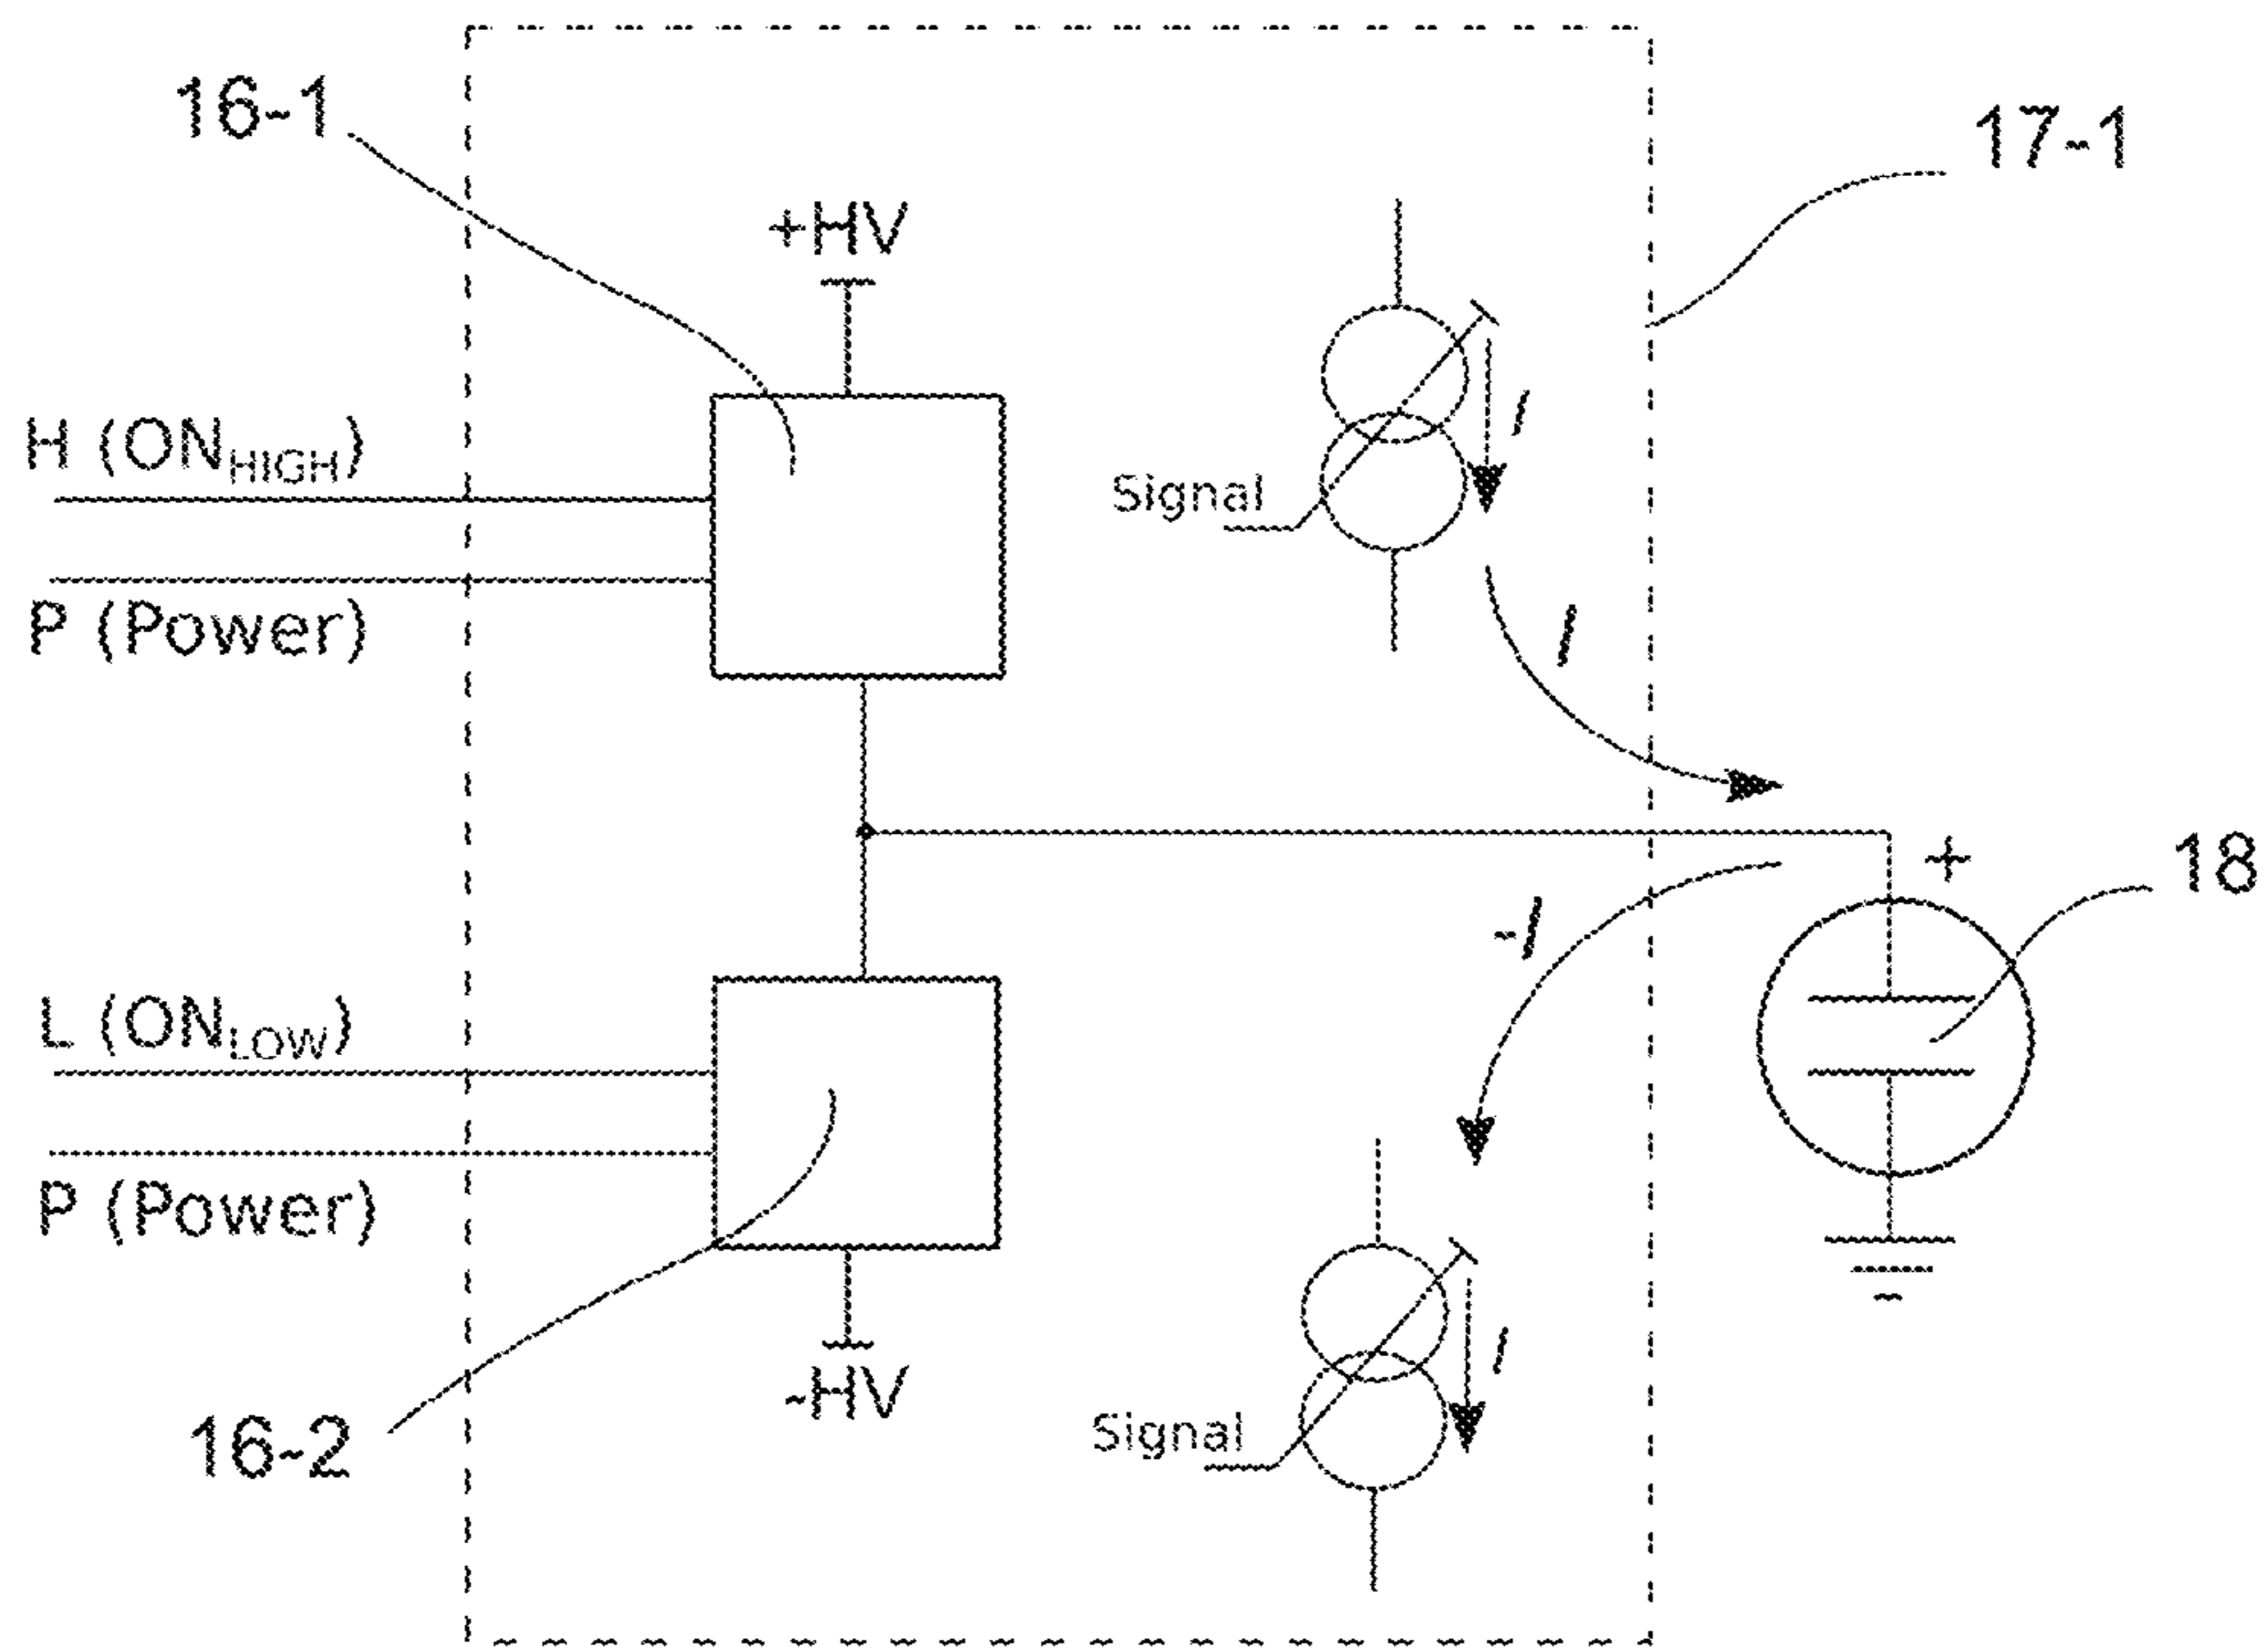 16-1
17-1
+HV
H (ON_HIGH)
I
Signal
P (Power)
I
+
18
-I
L (ON_LOW)
P (Power)
I
-HV
Signal
16-2